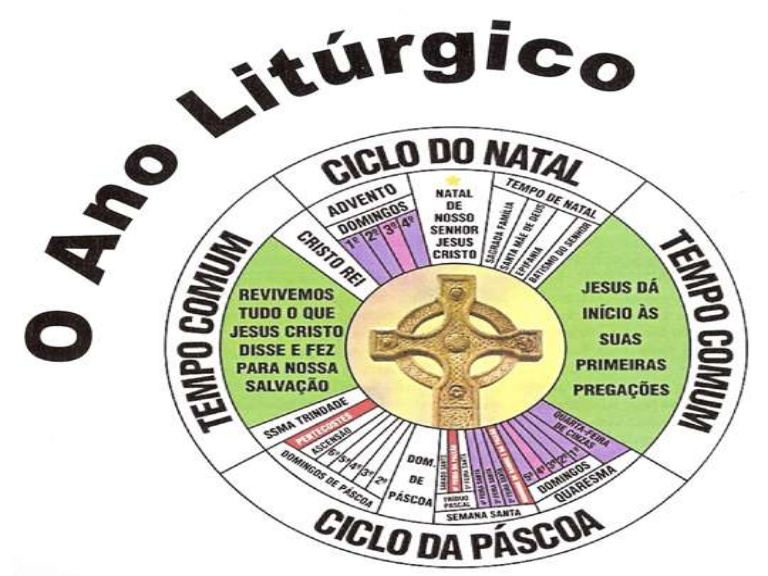 O Ano Litúrgico
CICLO DO NATAL
ADVENTO
DOMINGOS
1º 2º 3º 4º
NATAL
DE
NOSSO
SENHOR
JESUS
CRISTO
TEMPO DE NATAL
SAGRADA FAMÍLIA
SANTA MÃE DE DEUS
EPIFANIA
BATISMO DO SENHOR
TEMPO COMUM
JESUS DÁ
INÍCIO ÀS
SUAS
PRIMEIRAS
PREGAÇÕES
QUARTA-FEIRA
DE CINZAS
5º 4º 3º 2º 1º
DOMINGOS
QUARESMA
CICLO DA PÁSCOA
SEMANA SANTA
TRÍDUO
PASCAL
SÁBADO SANTO
DOM.
DE
PÁSCOA
DOMINGOS DE PÁSCOA
6º 5º 4º 3º 2º
ASCENSÃO
PENTECOSTES
SSMA TRINDADE
TEMPO COMUM
REVIVEMOS
TUDO O QUE
JESUS CRISTO
DISSE E FEZ
PARA NOSSA
SALVAÇÃO
CRISTO REI